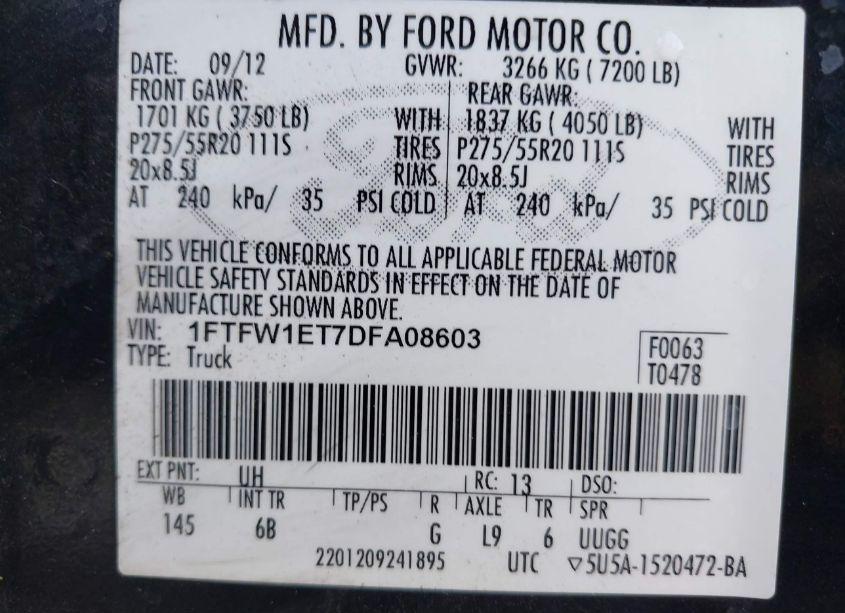 MFD. BY FORD MOTOR CO.
DATE: 09/12 GVWR: 3266 KG ( 7200 LB)
FRONT GAWR: REAR GAWR:
1701 KG ( 3750 LB) WITH 1837 KG ( 4050 LB) WITH
P275/55R20 111S TIRES P275/55R20 111S TIRES
20x8.5J RIMS 20x8.5J RIMS
AT 240 kPa/ 35 PSI COLD AT 240 kPa/ 35 PSI COLD
THIS VEHICLE CONFORMS TO ALL APPLICABLE FEDERAL MOTOR
VEHICLE SAFETY STANDARDS IN EFFECT ON THE DATE OF
MANUFACTURE SHOWN ABOVE.
VIN: 1FTFW1ET7DFA08603
TYPE: Truck
F0063
T0478
EXT PNT: UH RC: 13 DSO:
WB INT TR TP/PS R AXLE TR SPR
145 6B G L9 6 UUGG
2201209241895 UTC ▽5U5A-1520472-BA